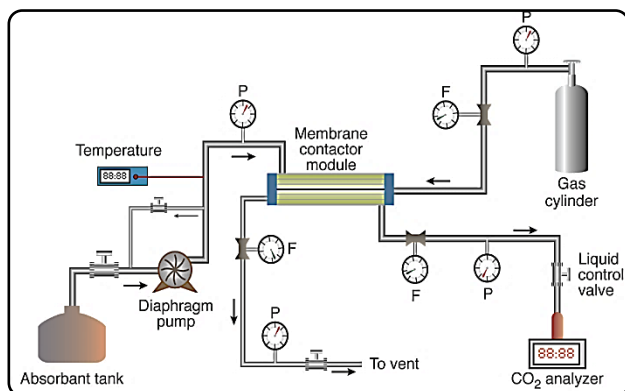 P
P
F
Membrane
contactor
module
Temperature
88:88
Gas
cylinder
F
F
P
Liquid
control
valve
Diaphragm
pump
P
To vent
88:88
Absorbant tank
CO₂ analyzer